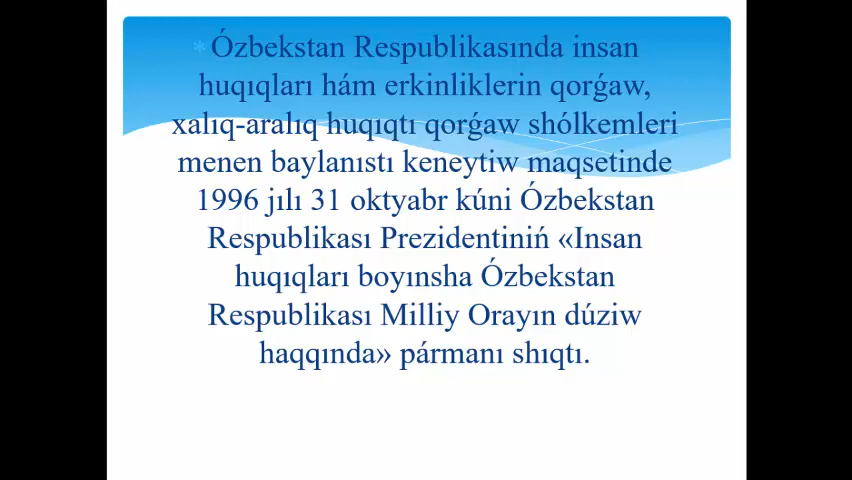 * Ózbekstan Respublikasında insan
huqıqları hám erkinliklerin qorǵaw,
xalıq-aralıq huqıqtı qorǵaw shólkemleri
menen baylanıstı keneytiw maqsetinde
1996 jılı 31 oktyabr kúni Ózbekstan
Respublikası Prezidentiniń «Insan
huqıqları boyınsha Ózbekstan
Respublikası Milliy Orayın dúziw
haqqında» pármanı shıqtı.